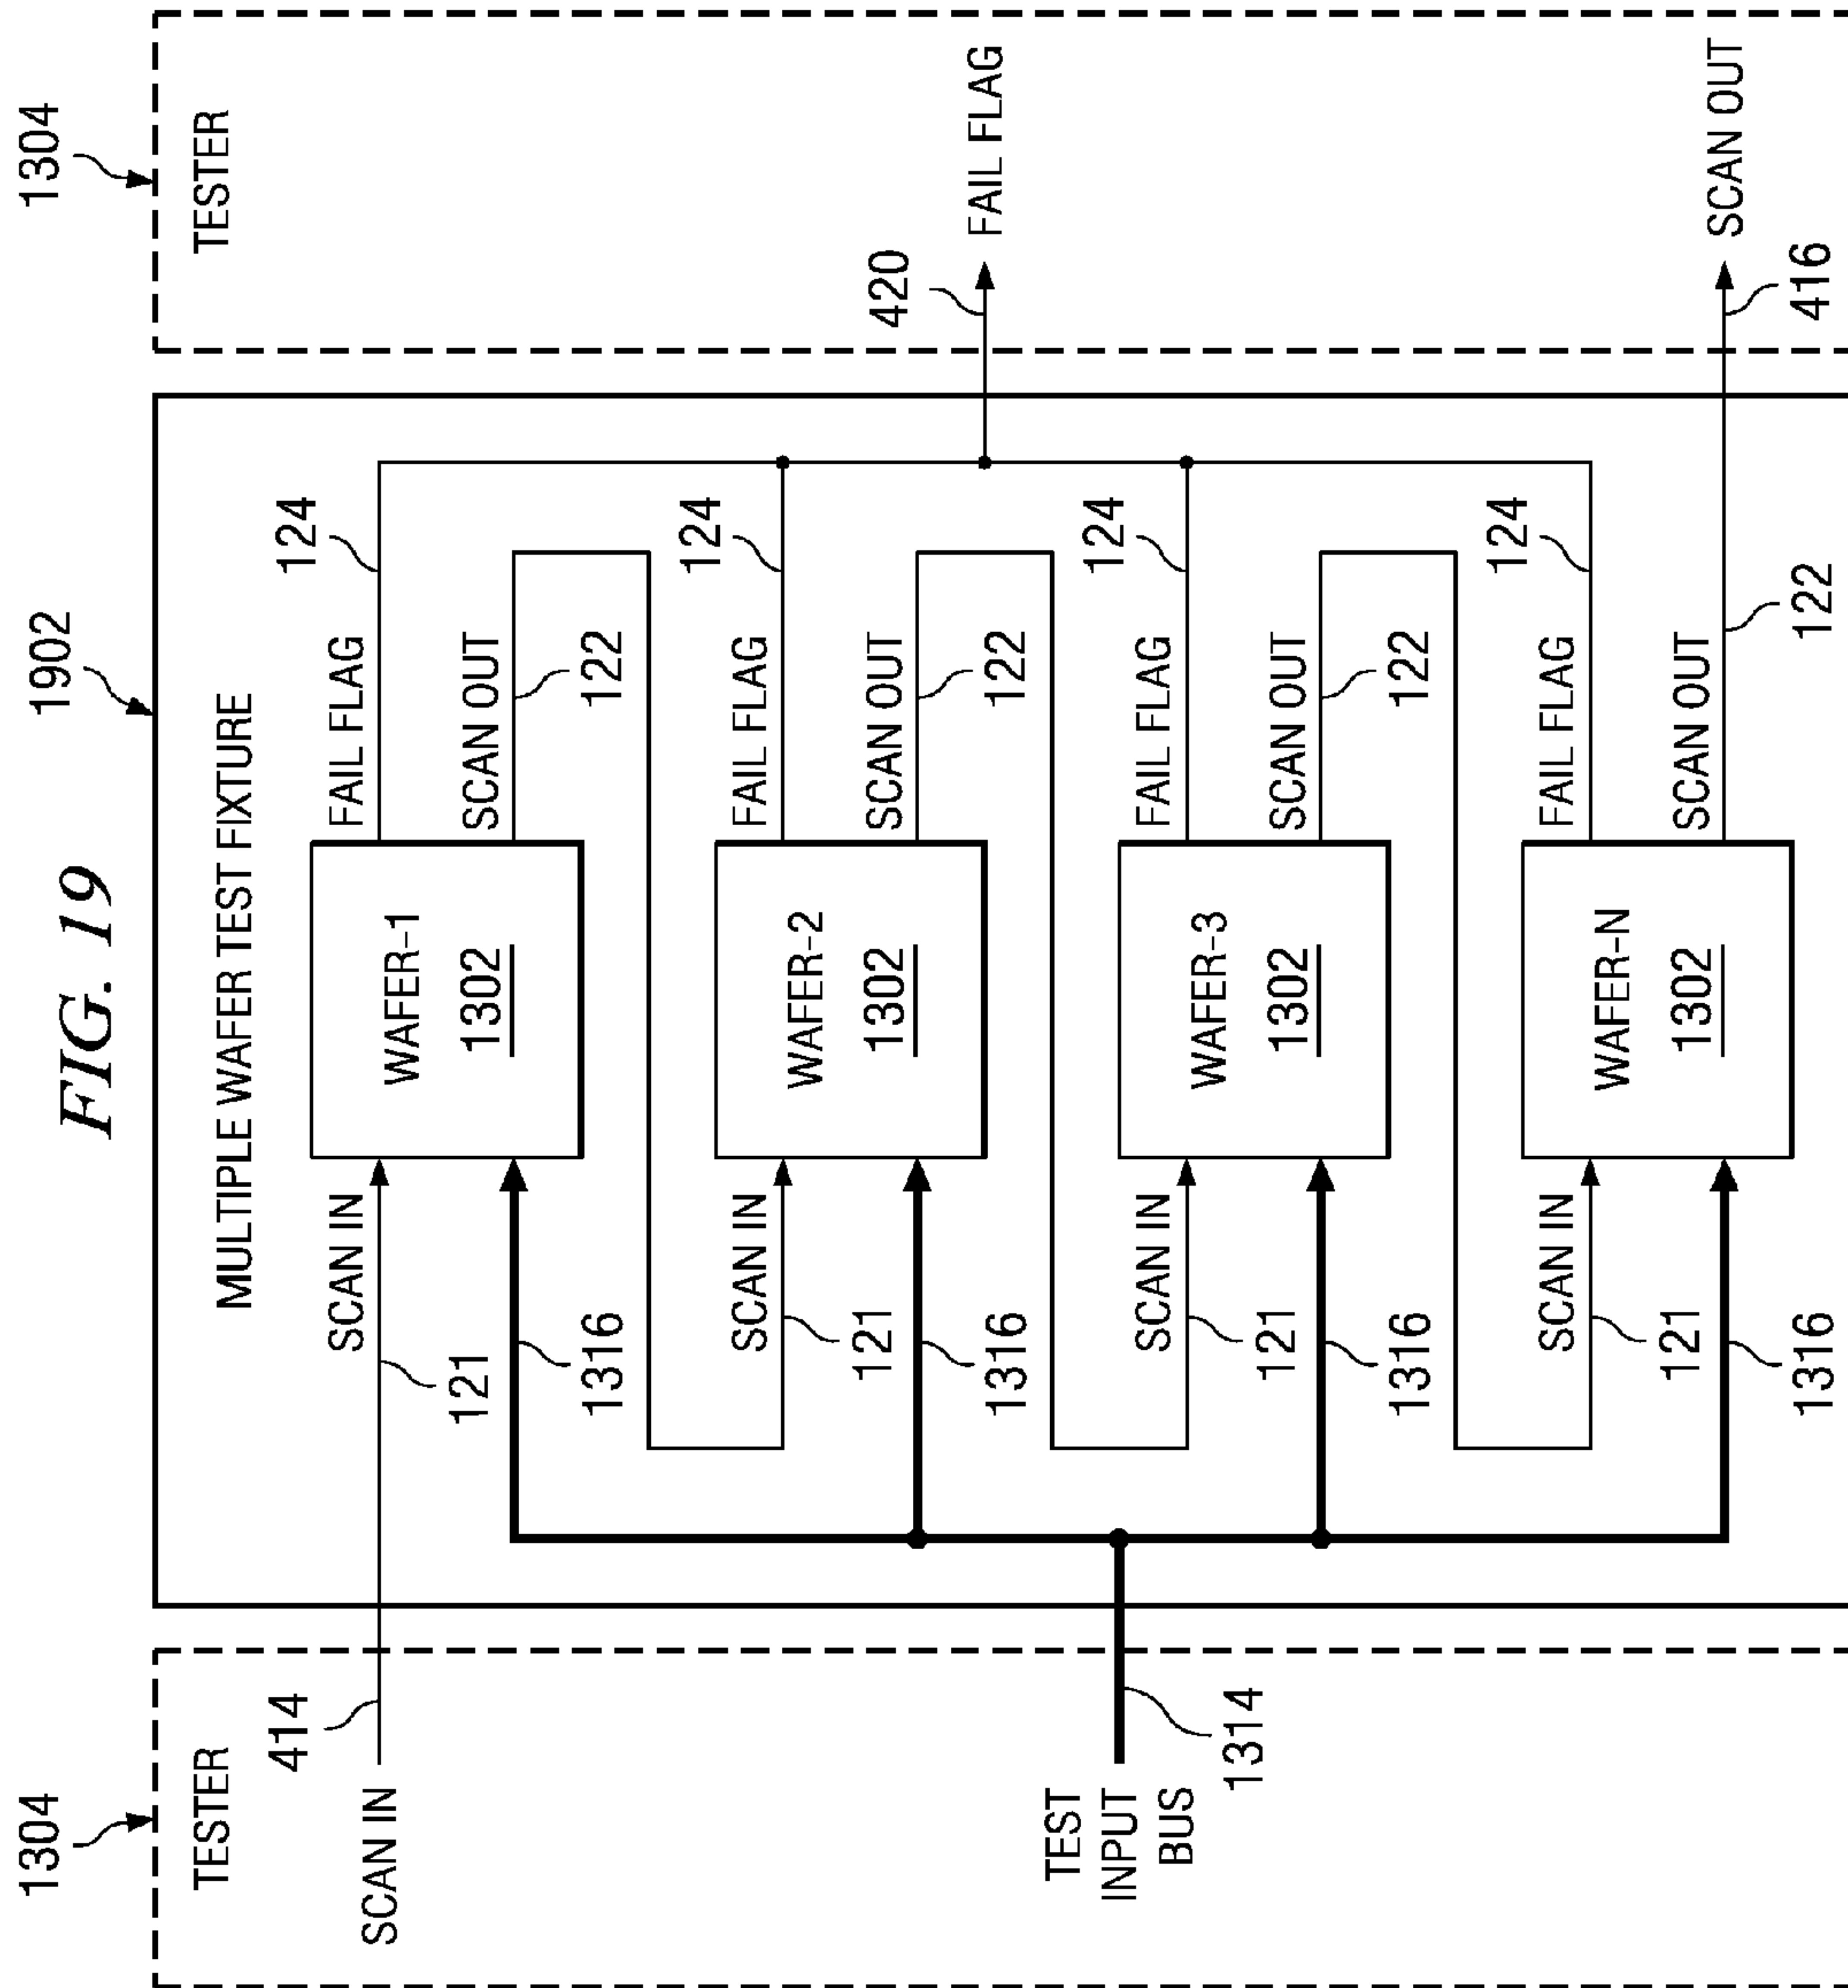 FIG. 19
1304
1902
1304
TESTER
MULTIPLE WAFER TEST FIXTURE
TESTER
414
SCAN IN
121
SCAN IN
WAFER-1
1302
FAIL FLAG
124
SCAN OUT
122
1316
SCAN IN
121
WAFER-2
1302
FAIL FLAG
124
SCAN OUT
122
1316
420
FAIL FLAG
TEST
INPUT
BUS
1314
SCAN IN
121
WAFER-3
1302
FAIL FLAG
124
SCAN OUT
122
1316
SCAN IN
121
WAFER-N
1302
FAIL FLAG
124
SCAN OUT
122
1316
SCAN OUT
416